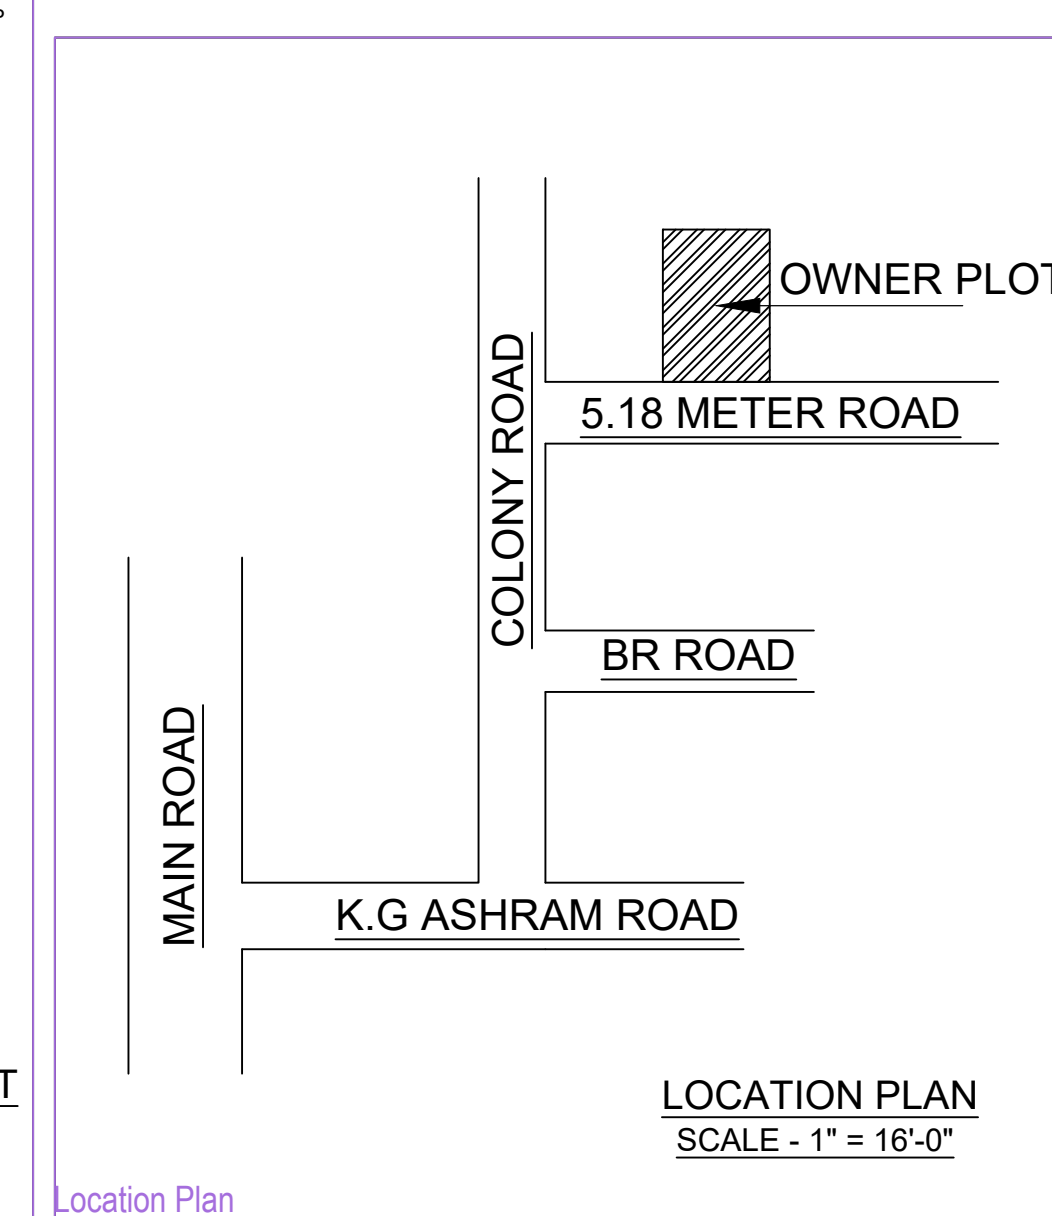 OWNER PLOT
5.18 METER ROAD
COLONY ROAD
BR ROAD
MAIN ROAD
K.G ASHRAM ROAD
LOCATION PLAN
SCALE - 1" = 16'-0"
Location Plan